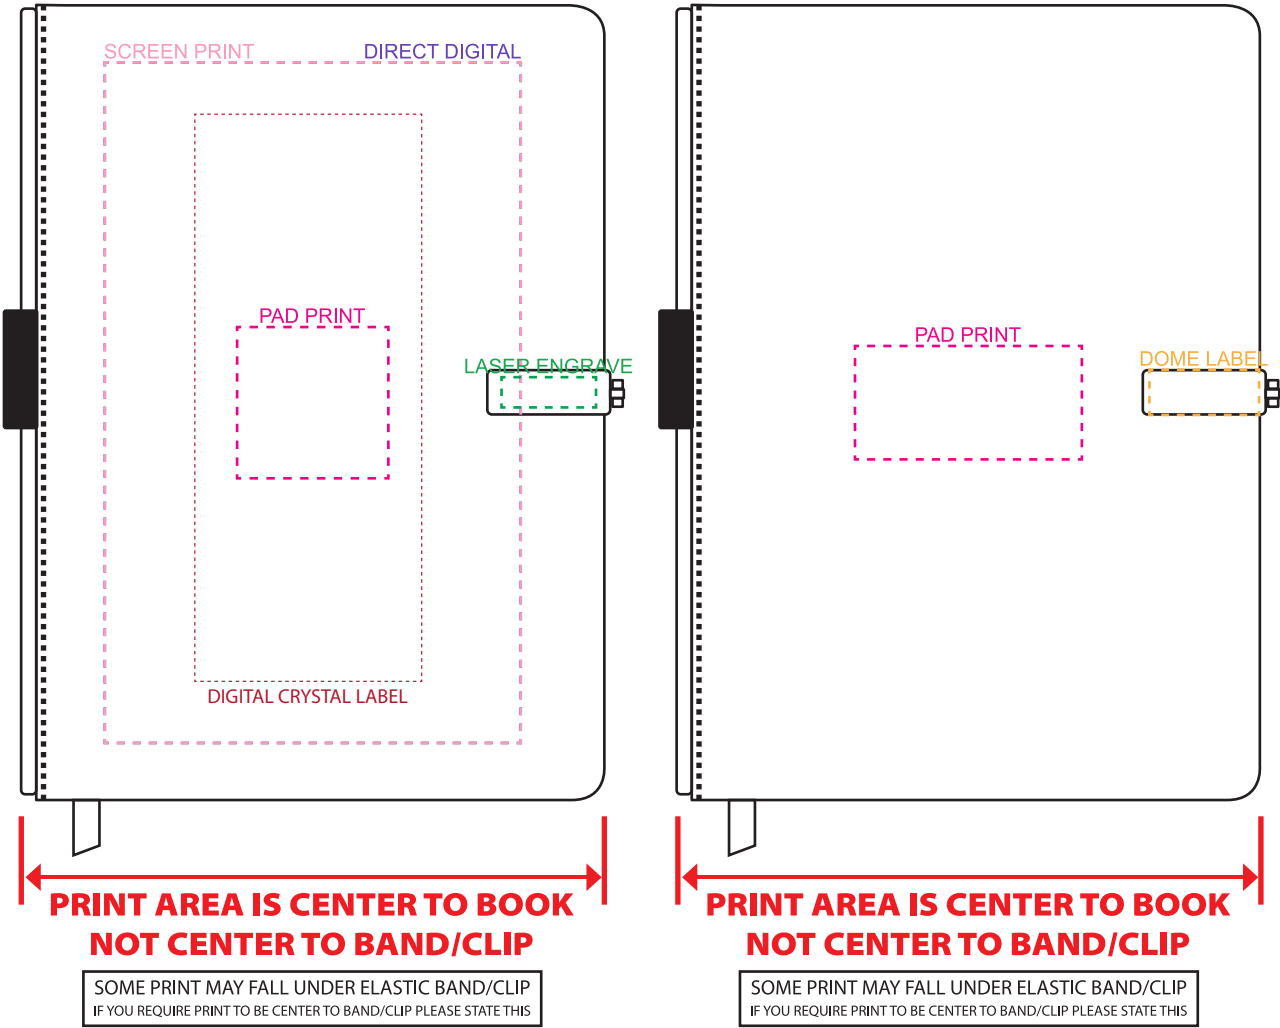 SCREEN PRINT
DIRECT DIGITAL
PAD PRINT
LASER ENGRAVE
DIGITAL CRYSTAL LABEL
PRINT AREA IS CENTER TO BOOK
NOT CENTER TO BAND/CLIP
SOME PRINT MAY FALL UNDER ELASTIC BAND/CLIP
IF YOU REQUIRE PRINT TO BE CENTER TO BAND/CLIP PLEASE STATE THIS
PAD PRINT
DOME LABEL
PRINT AREA IS CENTER TO BOOK
NOT CENTER TO BAND/CLIP
SOME PRINT MAY FALL UNDER ELASTIC BAND/CLIP
IF YOU REQUIRE PRINT TO BE CENTER TO BAND/CLIP PLEASE STATE THIS